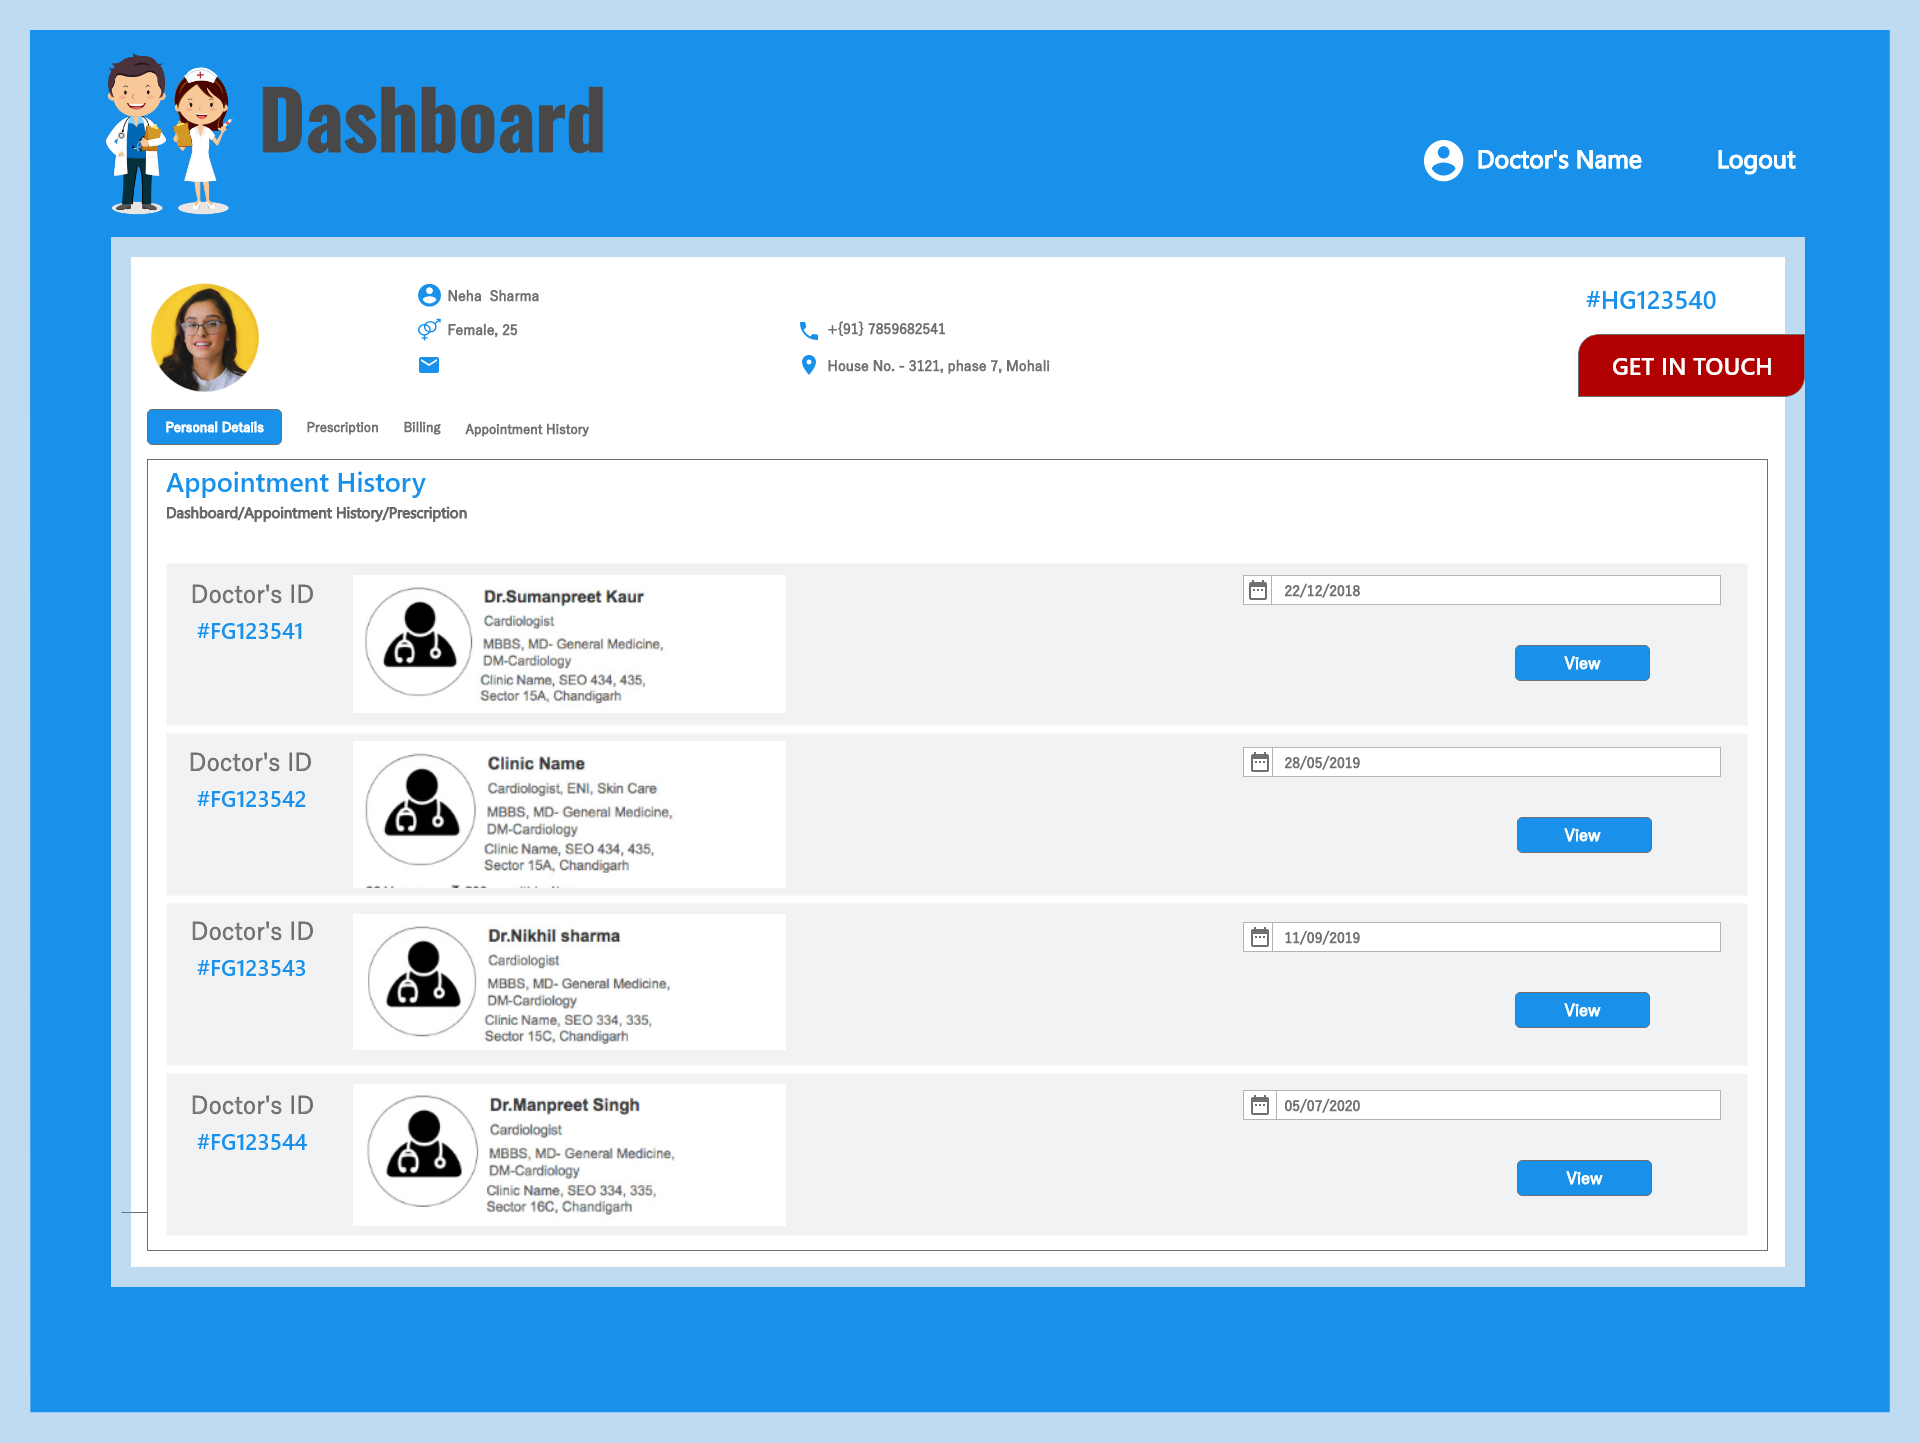 Dashboard
Doctor's Name
Logout
Neha Sharma
#HG123540
Female, 25
+{91} 7859682541
House No. - 3121, phase 7, Mohali
GET IN TOUCH
Personal Details
Prescription
Billing
Appointment History
Appointment History
Dashboard/Appointment History/Prescription
Doctor's ID
#FG123541
Dr.Sumanpreet Kaur
Cardiologist
MBBS, MD- General Medicine,
DM-Cardiology
Clinic Name, SEO 434, 435,
Sector 15A, Chandigarh
22/12/2018
View
Doctor's ID
#FG123542
Clinic Name
Cardiologist, ENI, Skin Care
MBBS, MD- General Medicine,
DM-Cardiology
Clinic Name, SEO 434, 435,
Sector 15A, Chandigarh
28/05/2019
View
Doctor's ID
#FG123543
Dr.Nikhil sharma
Cardiologist
MBBS, MD- General Medicine,
DM-Cardiology
Clinic Name, SEO 334, 335,
Sector 15C, Chandigarh
11/09/2019
View
Doctor's ID
#FG123544
Dr.Manpreet Singh
Cardiologist
MBBS, MD- General Medicine,
DM-Cardiology
Clinic Name, SEO 334, 335,
Sector 16C, Chandigarh
05/07/2020
View